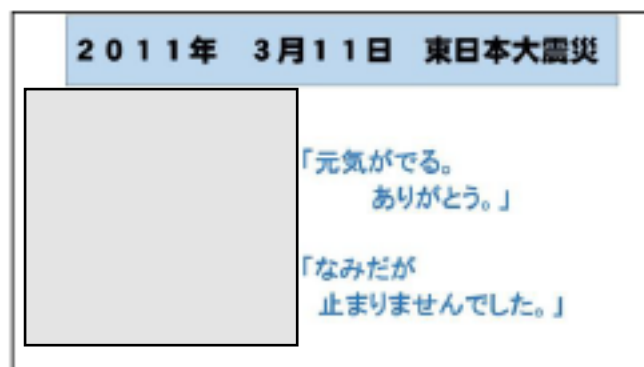 ２０１１年　３月１１日　東日本大震災
「元気がでる。
ありがとう。」
「なみだが
止まりませんでした。」